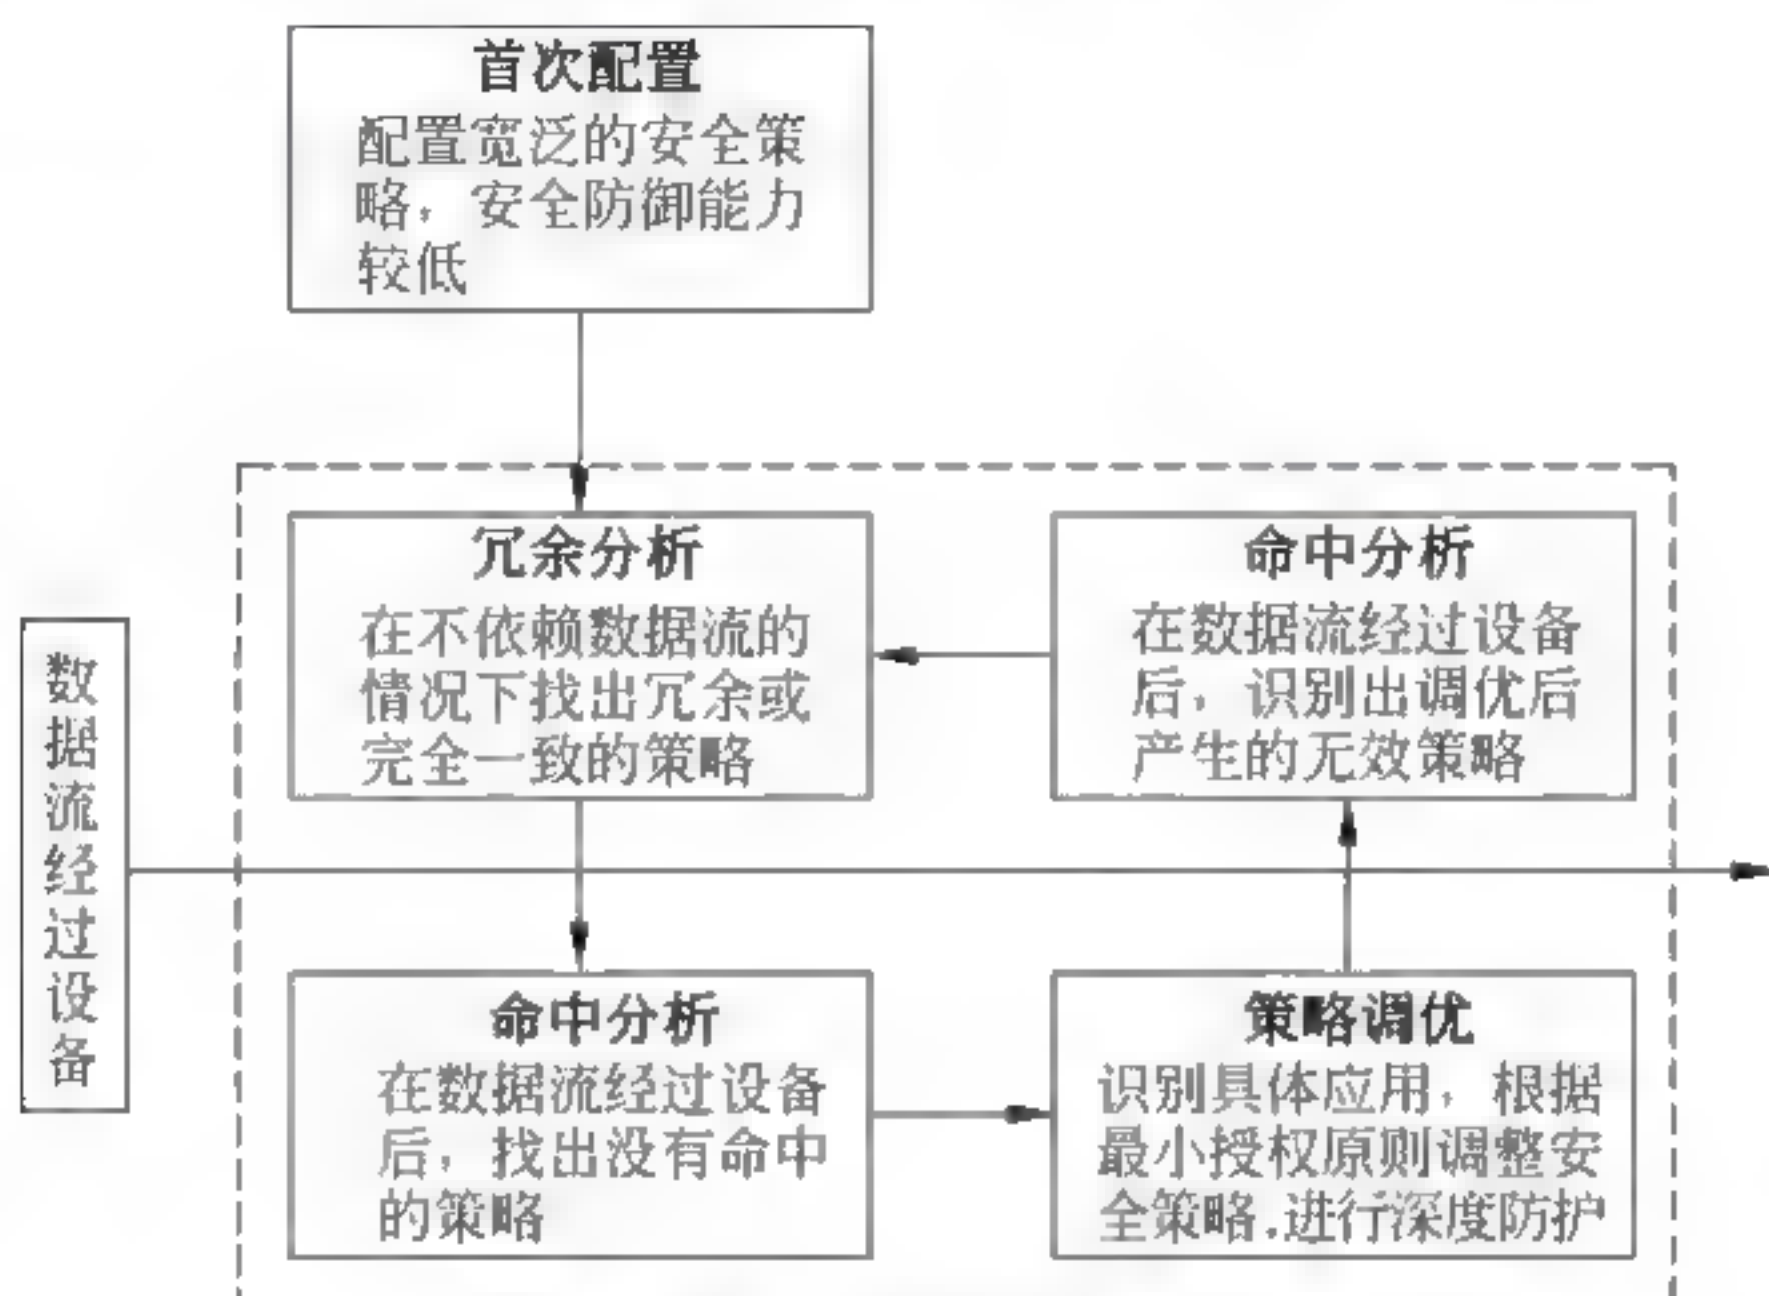 首次配置
配置宽泛的安全策
略，安全防御能力
较低
冗余分析
在不依赖数据流的
情况下找出冗余或
完全一致的策略
命中分析
在数据流经过设备
后，识别出调优后
产生的无效策略
数据流经过设备
命中分析
在数据流经过设备
后，找出没有命中
的策略
策略调优
识别具体应用，根据
最小授权原则调整安
全策略,进行深度防护